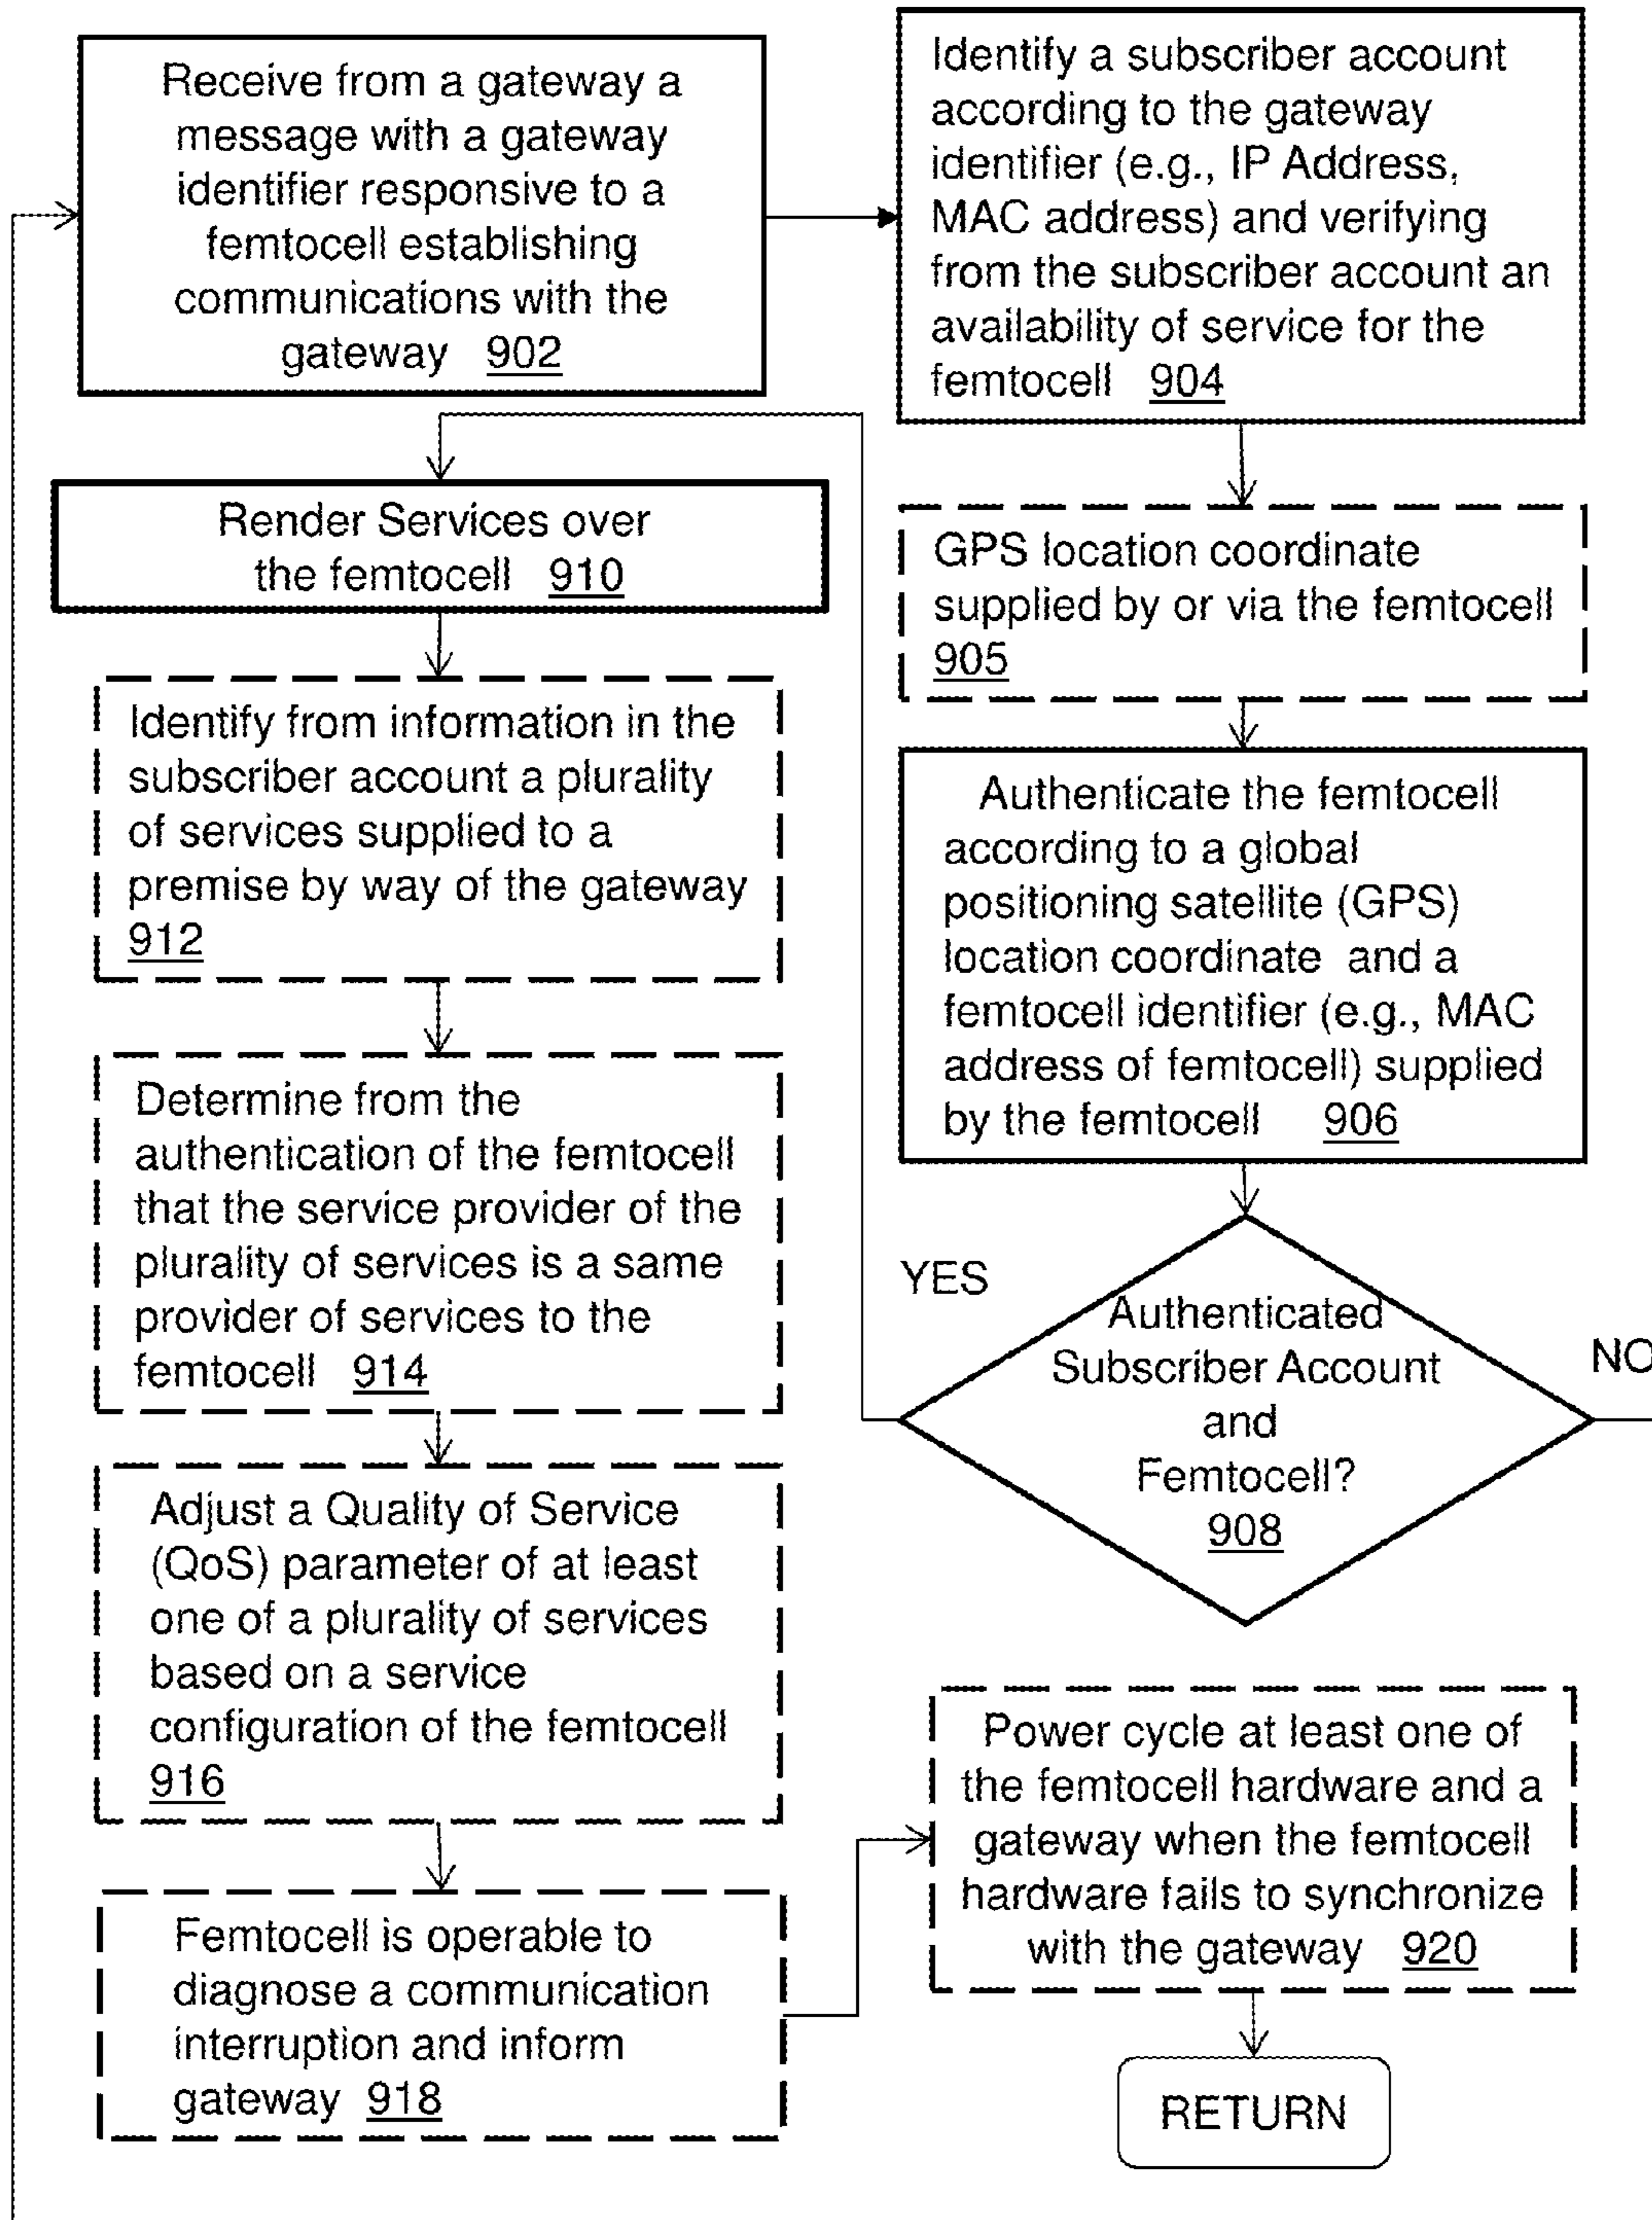 Receive from a gateway a
message with a gateway
identifier responsive to a
femtocell establishing
communications with the
gateway 902
Identify a subscriber account
according to the gateway
identifier (e.g., IP Address,
MAC address) and verifying
from the subscriber account an
availability of service for the
femtocell 904
GPS location coordinate
supplied by or via the femtocell
905
Authenticate the femtocell
according to a global
positioning satellite (GPS)
location coordinate and a
femtocell identifier (e.g., MAC
address of femtocell) supplied
by the femtocell 906
YES
Authenticated
Subscriber Account
and
Femtocell?
908
NO
Render Services over
the femtocell 910
Identify from information in the
subscriber account a plurality
of services supplied to a
premise by way of the gateway
912
Determine from the
authentication of the femtocell
that the service provider of the
plurality of services is a same
provider of services to the
femtocell 914
Adjust a Quality of Service
(QoS) parameter of at least
one of a plurality of services
based on a service
configuration of the femtocell
916
Femtocell is operable to
diagnose a communication
interruption and inform
gateway 918
Power cycle at least one of
the femtocell hardware and a
gateway when the femtocell
hardware fails to synchronize
with the gateway 920
RETURN